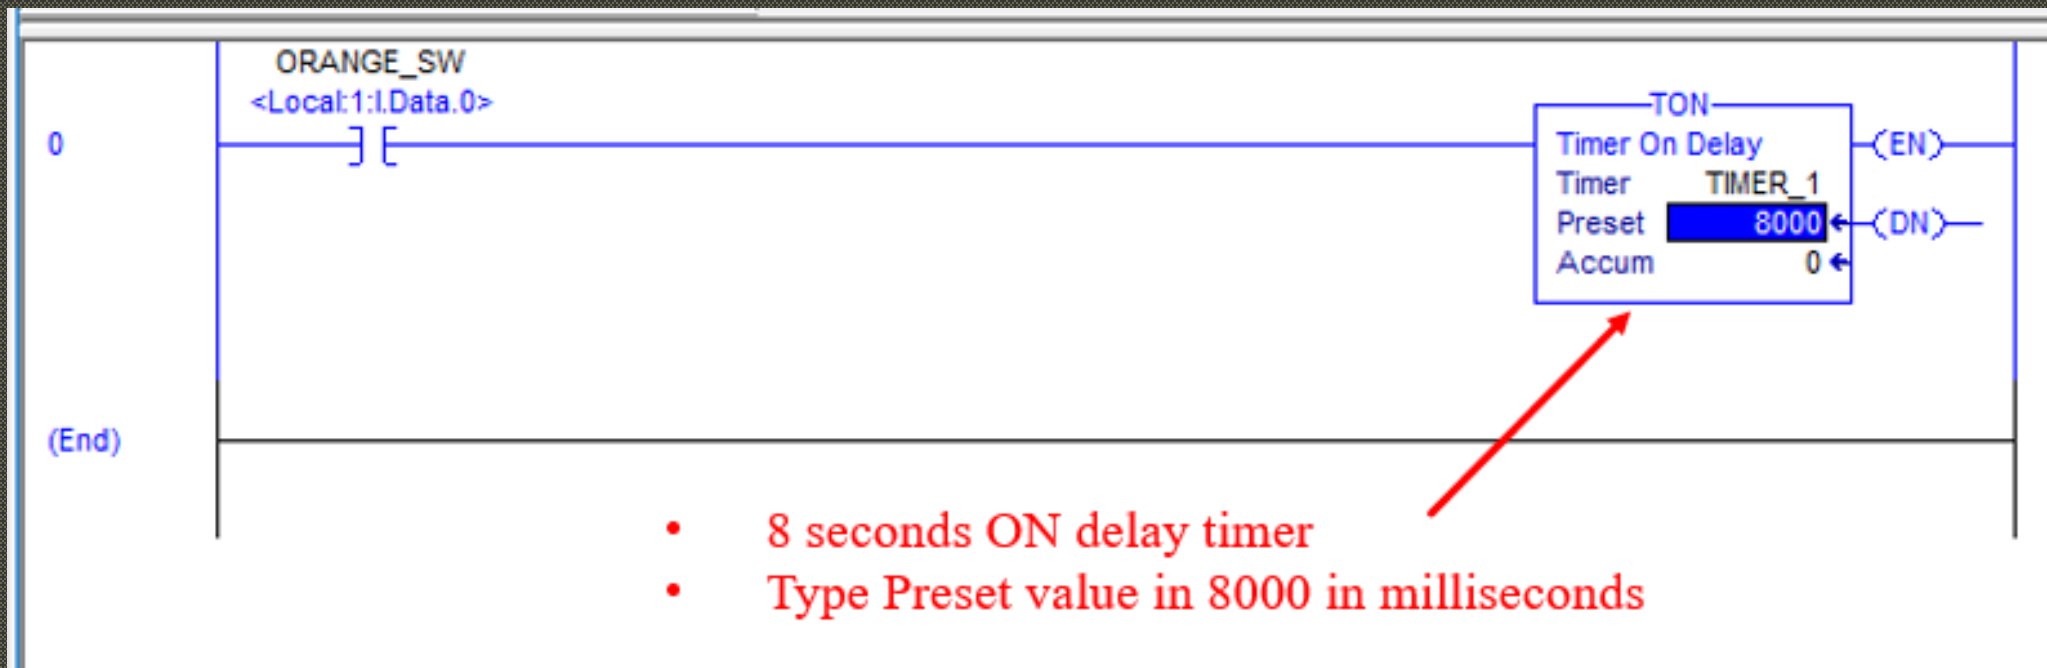 ORANGE_SW
<Local:1:I.Data.0>
0
TON
Timer On Delay
(EN)
Timer TIMER_1
Preset 8000
(DN)
Accum 0
(End)
• 8 seconds ON delay timer
• Type Preset value in 8000 in milliseconds